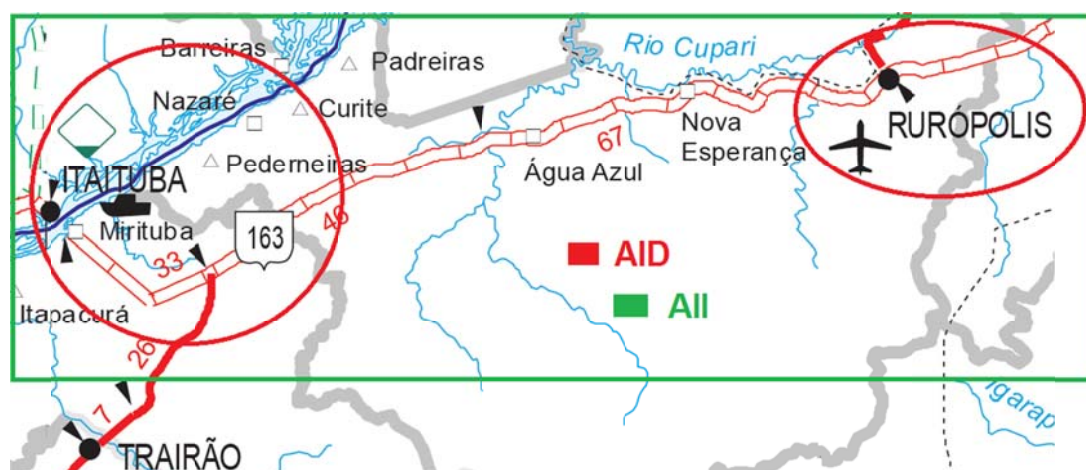 Barreiras
Padreiras
Rio Cupari
Nazaré
Curite
RURÓPOLIS
67
Nova
Esperança
Água Azul
Pederneiras
ITAITUBA
46
Mirituba
163
33
AID
AII
Itapacurá
26
7
Igarap
TRAIRÃO